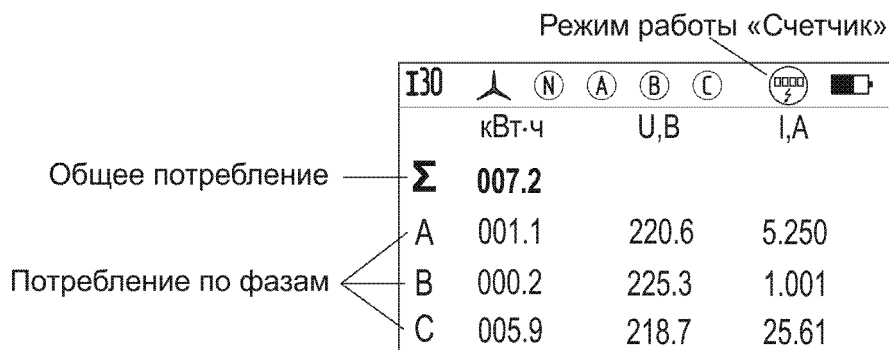 Режим работы «Счетчик»
I30 N A B C
кВт·ч U,В I,А
Общее потребление Σ 007.2
A 001.1 220.6 5.250
Потребление по фазам B 000.2 225.3 1.001
C 005.9 218.7 25.61